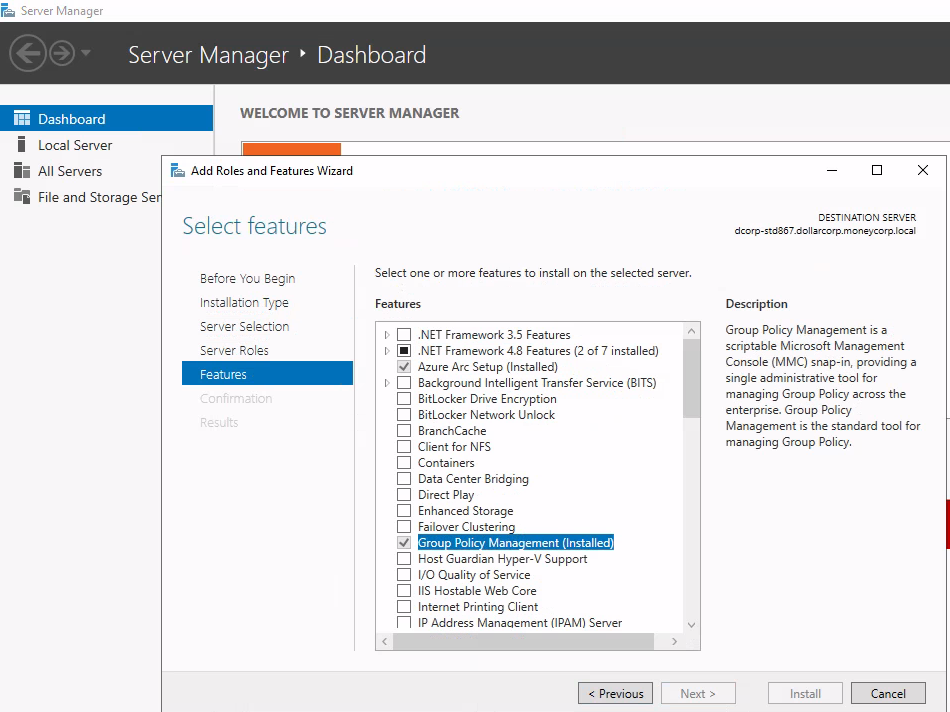 Server Manager
Server Manager ‣ Dashboard
Dashboard
Local Server
All Servers
File and Storage Ser
WELCOME TO SERVER MANAGER
Add Roles and Features Wizard
Select features
DESTINATION SERVER
dcorp-std867.dollarcorp.moneycorp.local
Before You Begin
Installation Type
Server Selection
Server Roles
Features
Confirmation
Results
Select one or more features to install on the selected server.
Features
.NET Framework 3.5 Features
.NET Framework 4.8 Features (2 of 7 installed)
Azure Arc Setup (Installed)
Background Intelligent Transfer Service (BITS)
BitLocker Drive Encryption
BitLocker Network Unlock
BranchCache
Client for NFS
Containers
Data Center Bridging
Direct Play
Enhanced Storage
Failover Clustering
Group Policy Management (Installed)
Host Guardian Hyper-V Support
I/O Quality of Service
IIS Hostable Web Core
Internet Printing Client
IP Address Management (IPAM) Server
Description
Group Policy Management is a
scriptable Microsoft Management
Console (MMC) snap-in, providing a
single administrative tool for
managing Group Policy across the
enterprise. Group Policy
Management is the standard tool for
managing Group Policy.
< Previous
Next >
Install
Cancel